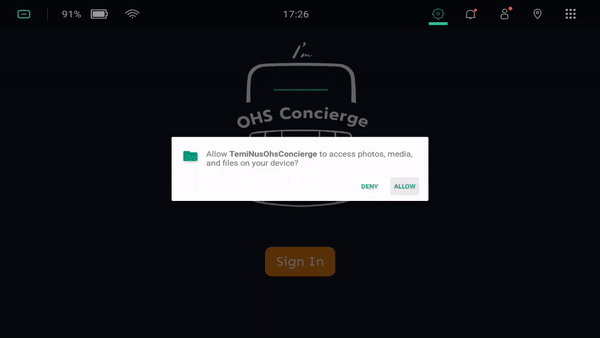 91%
17:26
I'm
OHS Concierge
Allow TemiNusOhsConcierge to access photos, media,
and files on your device?
DENY
ALLOW
Sign In